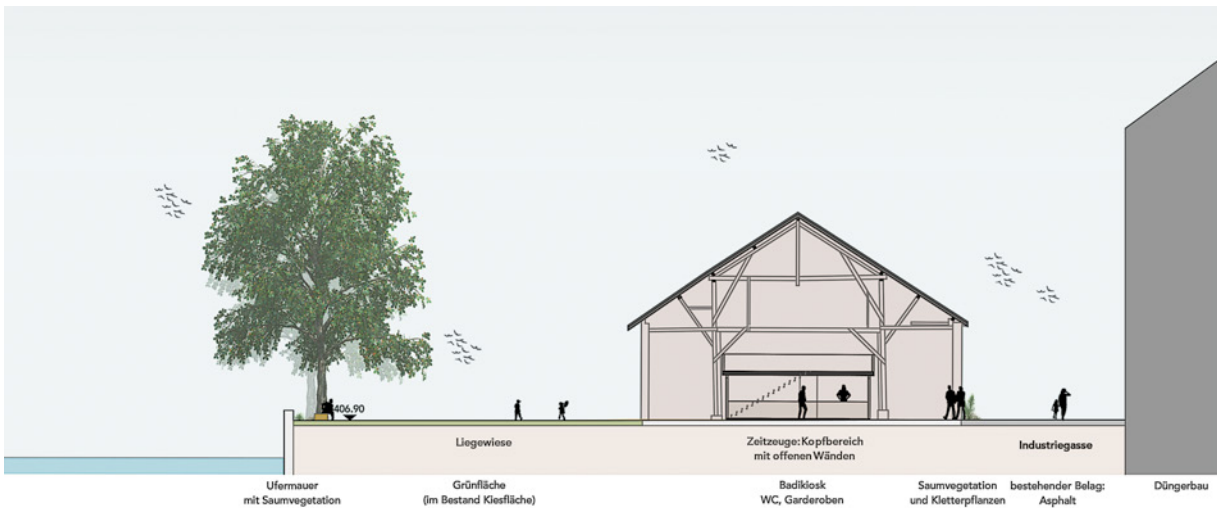 406.90
Liegewiese
Zeitzeuge: Kopfbereich
mit offenen Wänden
Industriegasse
Ufermauer
mit Saumvegetation
Grünfläche
(im Bestand Kiesfläche)
Badikiosk
WC, Garderoben
Saumvegetation
und Kletterpflanzen
bestehender Belag:
Asphalt
Düngerbau